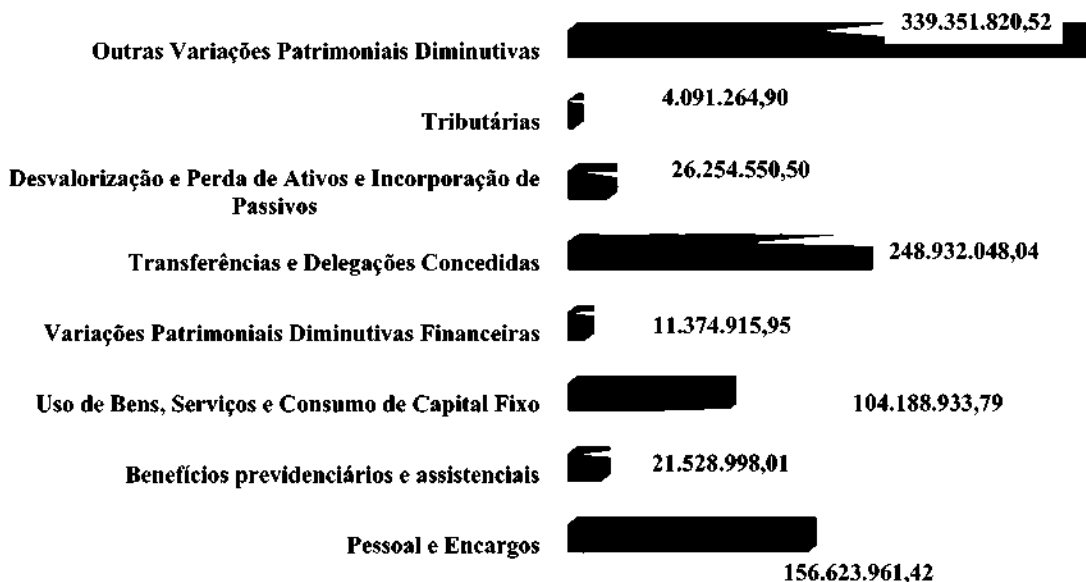 339.351.820,52
Outras Variações Patrimoniais Diminutivas
4.091.264,90
Tributárias
26.254.550,50
Desvalorização e Perda de Ativos e Incorporação de
Passivos
248.932.048,04
Transferências e Delegações Concedidas
11.374.915,95
Variações Patrimoniais Diminutivas Financeiras
104.188.933,79
Uso de Bens, Serviços e Consumo de Capital Fixo
21.528.998,01
Benefícios previdenciários e assistenciais
Pessoal e Encargos
156.623.961,42